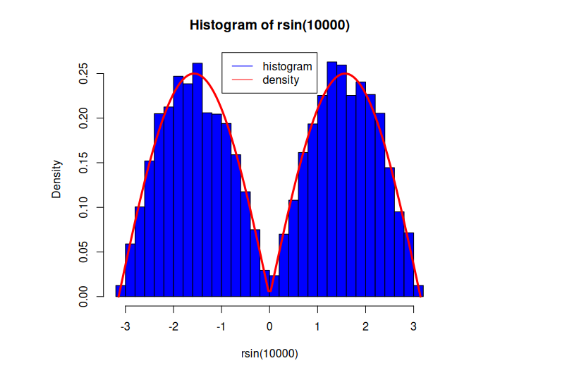 Histogram of rsin(10000)
histogram
density
Density
0.25
0.20
0.15
0.10
0.05
0.00
-3 -2 -1 0 1 2 3
rsin(10000)